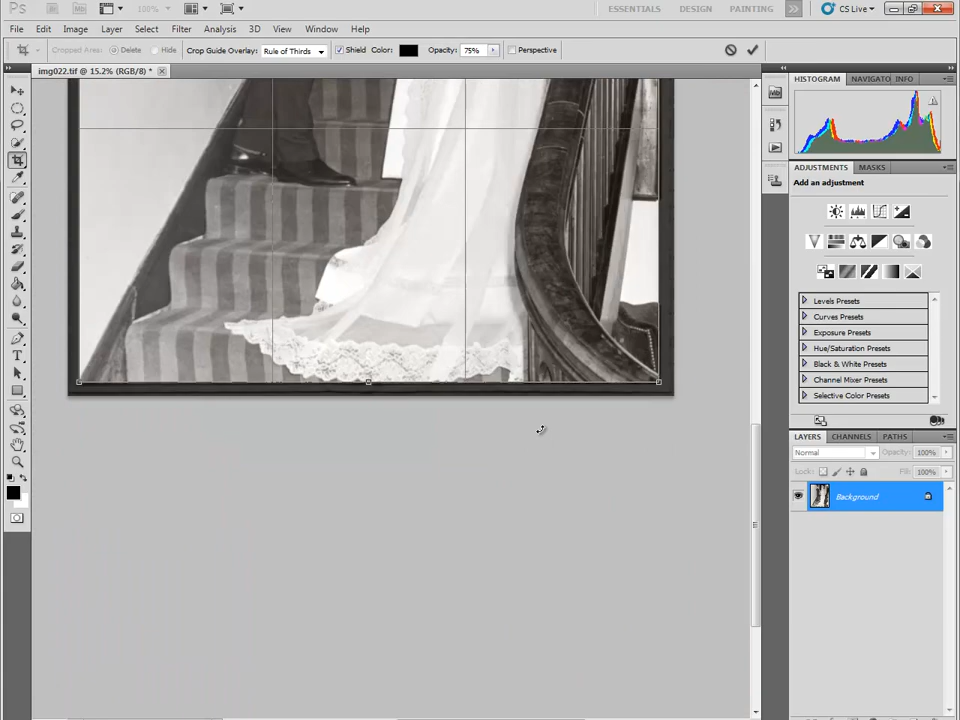 Ps Br Mb 100% ESSENTIALS DESIGN PAINTING CS Live
File Edit Image Layer Select Filter Analysis 3D View Window Help
Cropped Area: Delete Hide Crop Guide Overlay: Rule of Thirds Shield Color: Opacity: 75% Perspective
img022.tif @ 15.2% (RGB/8) *
HISTOGRAM NAVIGATO INFO
ADJUSTMENTS MASKS
Add an adjustment
Levels Presets
Curves Presets
Exposure Presets
Hue/Saturation Presets
Black & White Presets
Channel Mixer Presets
Selective Color Presets
LAYERS CHANNELS PATHS
Normal Opacity: 100%
Lock: Fill: 100%
Background